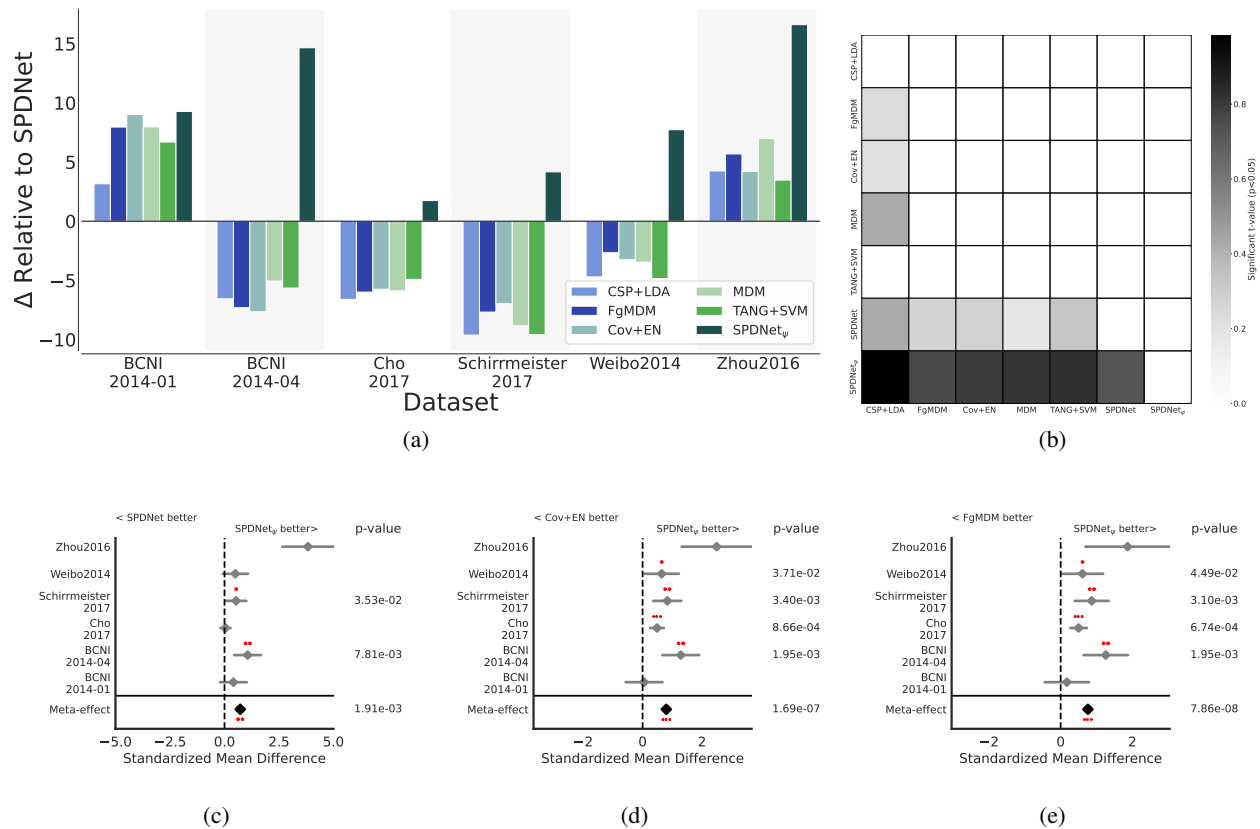 15
10
5
0
−5
−10
Δ Relative to SPDNet
CSP+LDA
FgMDM
Cov+EN
MDM
TANG+SVM
SPDNetψ
BCNI
2014-01
BCNI
2014-04
Cho
2017
Schirrmeister
2017
Weibo2014
Zhou2016
Dataset
(a)
CSP+LDA
FgMDM
Cov+EN
MDM
TANG+SVM
SPDNet
SPDNetψ
CSP+LDA
FgMDM
Cov+EN
MDM
TANG+SVM
SPDNet
SPDNetψ
0.8
0.6
0.4
0.2
0.0
Significant t-value (p<0.05)
(b)
< SPDNet better
SPDNetψ better>
p-value
Zhou2016
Weibo2014
Schirrmeister
2017
3.53e-02
Cho
2017
BCNI
2014-04
7.81e-03
BCNI
2014-01
Meta-effect
1.91e-03
−5.0
−2.5
0.0
2.5
5.0
Standardized Mean Difference
(c)
< Cov+EN better
SPDNetψ better>
p-value
Zhou2016
Weibo2014
3.71e-02
Schirrmeister
2017
3.40e-03
Cho
2017
8.66e-04
BCNI
2014-04
1.95e-03
BCNI
2014-01
Meta-effect
1.69e-07
−2
0
2
Standardized Mean Difference
(d)
< FgMDM better
SPDNetψ better>
p-value
Zhou2016
Weibo2014
4.49e-02
Schirrmeister
2017
3.10e-03
Cho
2017
6.74e-04
BCNI
2014-04
1.95e-03
BCNI
2014-01
Meta-effect
7.86e-08
−2
0
2
Standardized Mean Difference
(e)